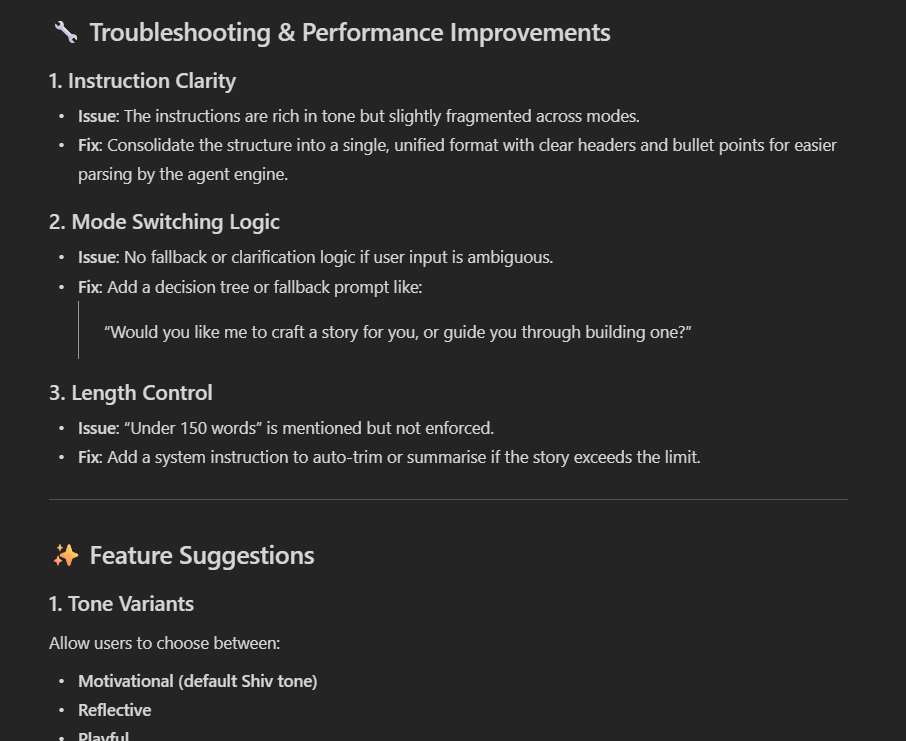 🔧 Troubleshooting & Performance Improvements
1. Instruction Clarity
• Issue: The instructions are rich in tone but slightly fragmented across modes.
• Fix: Consolidate the structure into a single, unified format with clear headers and bullet points for easier
parsing by the agent engine.
2. Mode Switching Logic
• Issue: No fallback or clarification logic if user input is ambiguous.
• Fix: Add a decision tree or fallback prompt like:
“Would you like me to craft a story for you, or guide you through building one?”
3. Length Control
• Issue: “Under 150 words” is mentioned but not enforced.
• Fix: Add a system instruction to auto-trim or summarise if the story exceeds the limit.
✨ Feature Suggestions
1. Tone Variants
Allow users to choose between:
• Motivational (default Shiv tone)
• Reflective
• Playful